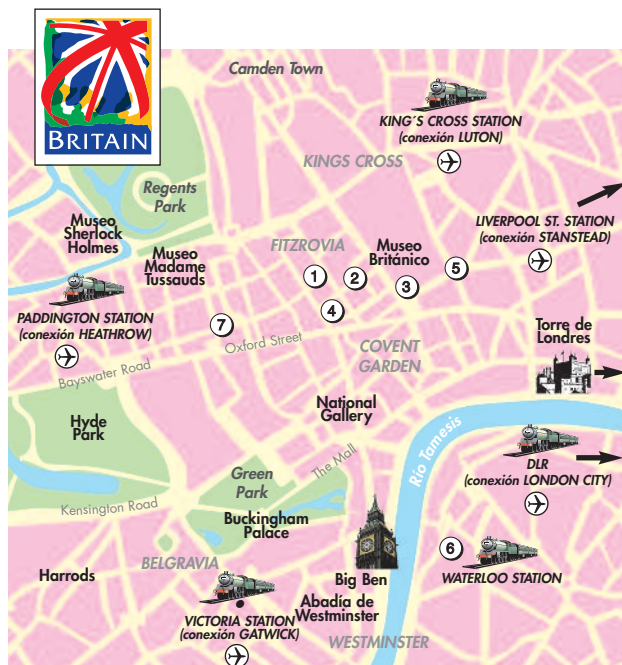 BRITAIN
Camden Town
KING´S CROSS STATION
(conexión LUTON)
KINGS CROSS
Regents
Park
Museo
Sherlock
Holmes
LIVERPOOL ST. STATION
(conexión STANSTEAD)
FITZROVIA
Museo
Madame
Tussauds
Museo
Británico
1
2
3
5
4
7
PADDINGTON STATION
(conexión HEATHROW)
Oxford Street
Torre de
Londres
COVENT
GARDEN
Bayswater Road
National
Gallery
Hyde
Park
Río Tamesis
The Mall
Green
Park
DLR
(conexión LONDON CITY)
Kensington Road
Buckingham
Palace
6
BELGRAVIA
Harrods
Big Ben
WATERLOO STATION
Abadía de
Westminster
VICTORIA STATION
(conexión GATWICK)
WESTMINSTER